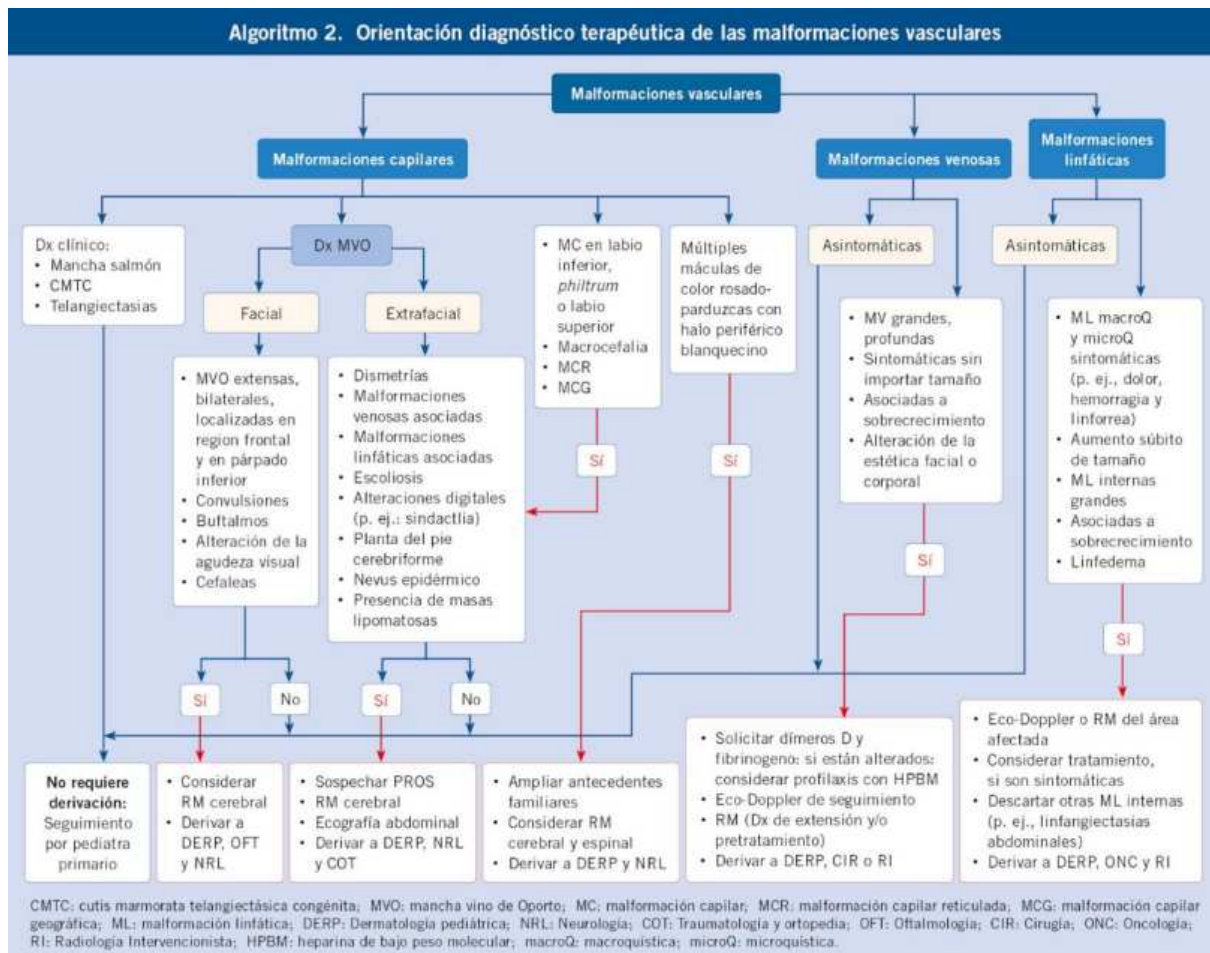 Algoritmo 2. Orientación diagnóstico terapéutica de las malformaciones vasculares
Malformaciones vasculares
Malformaciones capilares
Malformaciones venosas
Malformaciones
linfáticas
Dx clínico:
• Mancha salmón
• CMTC
• Telangiectasias
Dx MVO
Facial
Extrafacial
• MVO extensas,
bilaterales,
localizadas en
region frontal
y en párpado
inferior
• Convulsiones
• Buftalmos
• Alteración de la
agudeza visual
• Cefaleas
• Dismetrías
• Malformaciones
venosas asociadas
• Malformaciones
linfáticas asociadas
• Escoliosis
• Alteraciones digitales
(p. ej.: sindactlia)
• Planta del pie
cerebriforme
• Nevus epidérmico
• Presencia de masas
lipomatosas
• MC en labio
inferior,
philtrum
o labio
superior
• Macrocefalia
• MCR
• MCG
Sí
Múltiples
máculas de
color rosado-
parduzcas con
halo periférico
blanquecino
Sí
Asintomáticas
• MV grandes,
profundas
• Sintomáticas sin
importar tamaño
• Asociadas a
sobrecrecimiento
• Alteración de la
estética facial o
corporal
Sí
Asintomáticas
• ML macroQ
y microQ
sintomáticas
(p. ej., dolor,
hemorragia y
linforrea)
• Aumento súbito
de tamaño
• ML internas
grandes
• Asociadas a
sobrecrecimiento
• Linfedema
Sí
Sí
No
Sí
No
No requiere
derivación:
Seguimiento
por pediatra
primario
• Considerar
RM cerebral
• Derivar a
DERP, OFT
y NRL
• Sospechar PROS
• RM cerebral
• Ecografía abdominal
• Derivar a DERP, NRL
y COT
• Ampliar antecedentes
familiares
• Considerar RM
cerebral y espinal
• Derivar a DERP y NRL
• Solicitar dímeros D y
fibrinogeno: si están alterados:
considerar profilaxis con HPBM
• Eco-Doppler de seguimiento
• RM (Dx de extensión y/o
pretratamiento)
• Derivar a DERP, CIR o RI
• Eco-Doppler o RM del área
afectada
• Considerar tratamiento,
si son sintomáticas
• Descartar otras ML internas
(p. ej., linfangiectasias
abdominales)
• Derivar a DERP, ONC y RI
CMTC: cutis marmorata telangiectásica congénita; MVO: mancha vino de Oporto; MC: malformación capilar; MCR: malformación capilar reticulada; MCG: malformación capilar
geográfica; ML: malformación linfática; DERP: Dermatología pediátrica; NRL: Neurología; COT: Traumatología y ortopedia; OFT: Oftalmología; CIR: Cirugía; ONC: Oncología;
RI: Radiología Intervencionista; HPBM: heparina de bajo peso molecular; macroQ: macroquística; microQ: microquística.